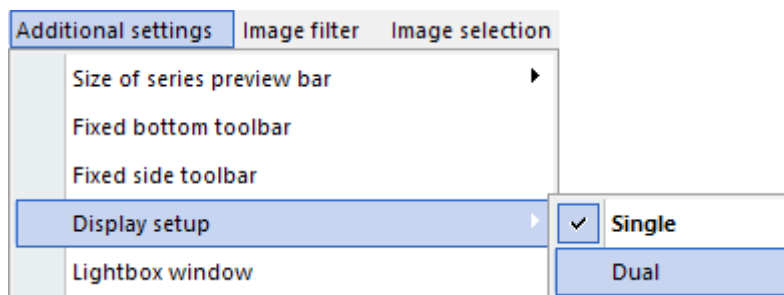 Additional settings Image filter Image selection
Size of series preview bar
Fixed bottom toolbar
Fixed side toolbar
Display setup
Single
Lightbox window
Dual